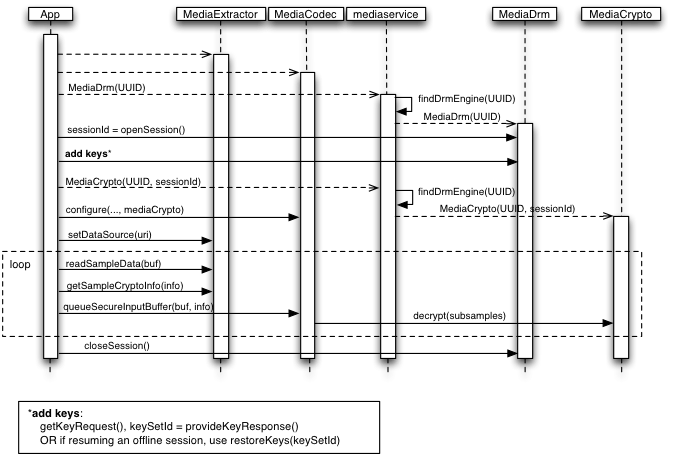 App MediaExtractor MediaCodec mediaservice MediaDrm MediaCrypto
MediaDrm(UUID)
findDrmEngine(UUID)
MediaDrm(UUID)
sessionId = openSession()
add keys*
MediaCrypto(UUID, sessionId)
findDrmEngine(UUID)
MediaCrypto(UUID, sessionId)
configure(..., mediaCrypto)
setDataSource(uri)
loop
readSampleData(buf)
getSampleCryptoInfo(info)
queueSecureInputBuffer(buf, info)
decrypt(subsamples)
closeSession()
*add keys:
getKeyRequest(), keySetId = provideKeyResponse()
OR if resuming an offline session, use restoreKeys(keySetId)